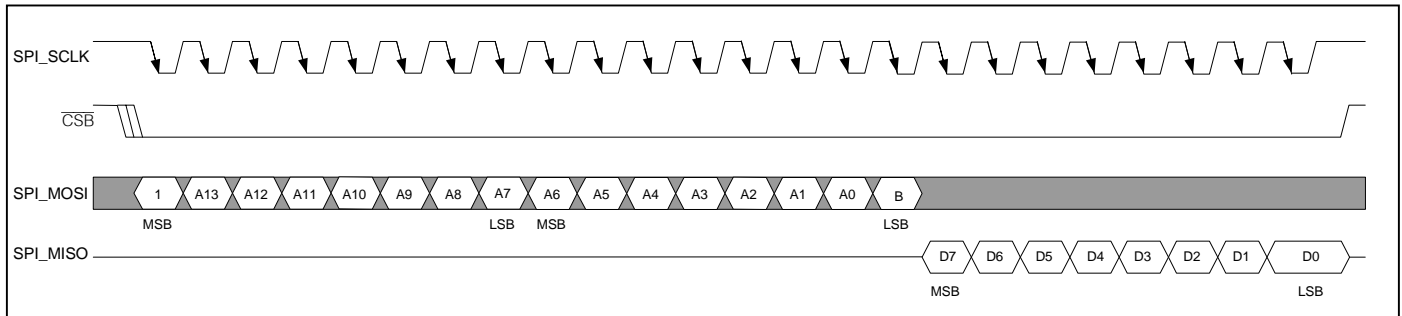 SPI_SCLK
CSB
SPI_MOSI 1 A13 A12 A11 A10 A9 A8 A7 A6 A5 A4 A3 A2 A1 A0 B
MSB LSB MSB LSB
SPI_MISO D7 D6 D5 D4 D3 D2 D1 D0
MSB LSB